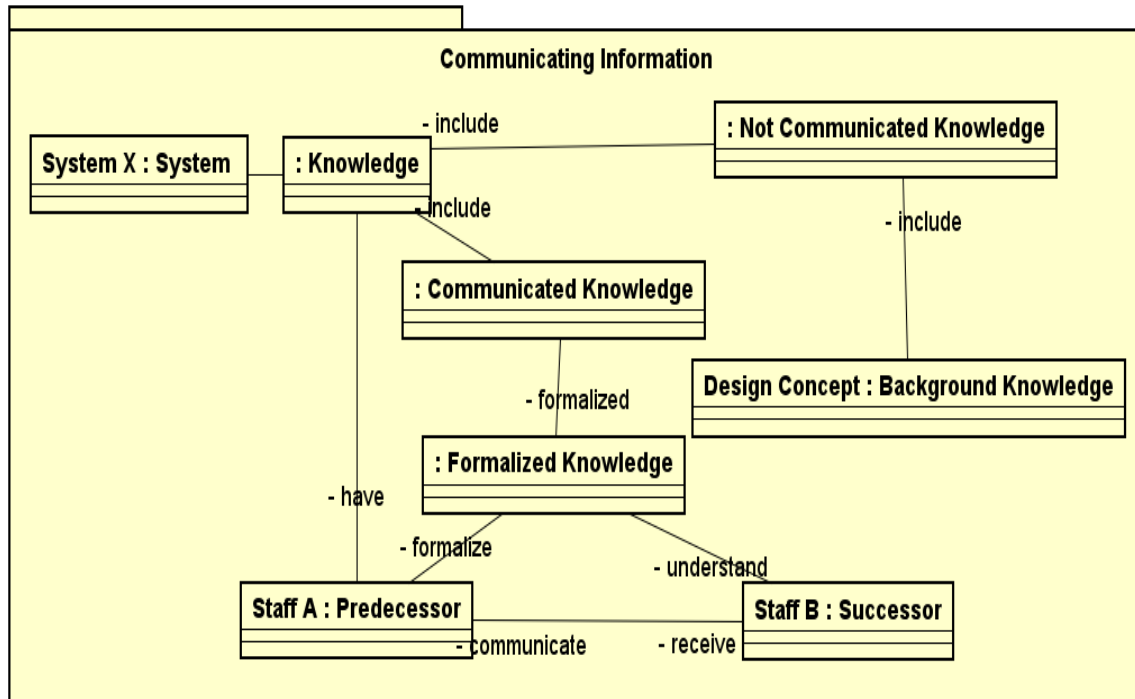 Communicating Information
- include
: Not Communicated Knowledge
System X : System
: Knowledge
- include
- include
: Communicated Knowledge
Design Concept : Background Knowledge
- formalized
: Formalized Knowledge
- have
- formalize
- understand
Staff A : Predecessor
Staff B : Successor
- communicate
- receive